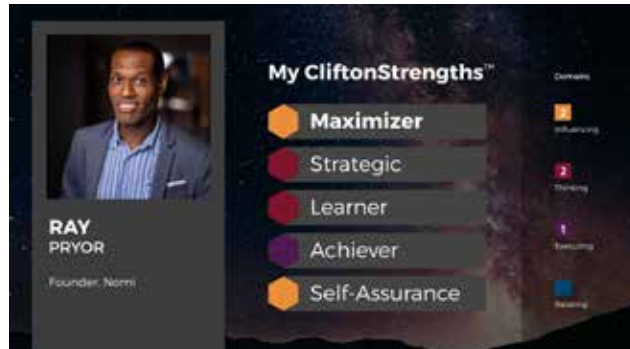 RAY
PRYOR
Founder, Nomi
My CliftonStrengths™
Maximizer
Strategic
Learner
Achiever
Self-Assurance
Domains
2
Influencing
2
Thinking
1
Executing
Relating